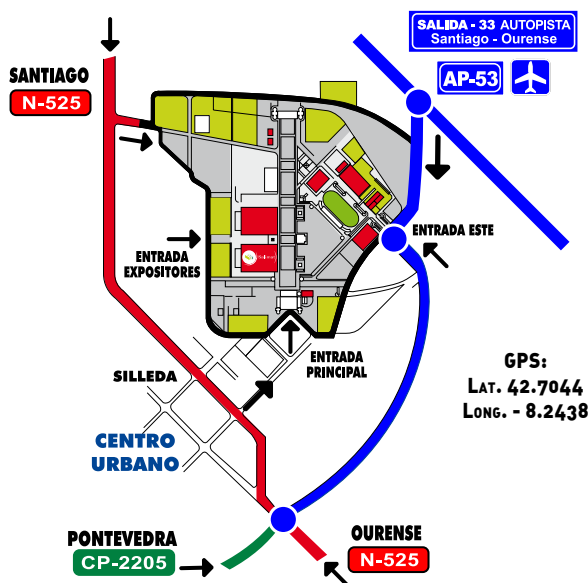 SALIDA - 33 AUTOPISTA
Santiago - Ourense
AP-53
SANTIAGO
N-525
ENTRADA ESTE
ENTRADA
EXPOSITORES
ENTRADA
PRINCIPAL
SILLEDA
GPS:
LAT. 42.7044
LONG. - 8.2438
CENTRO
URBANO
PONTEVEDRA
CP-2205
OURENSE
N-525